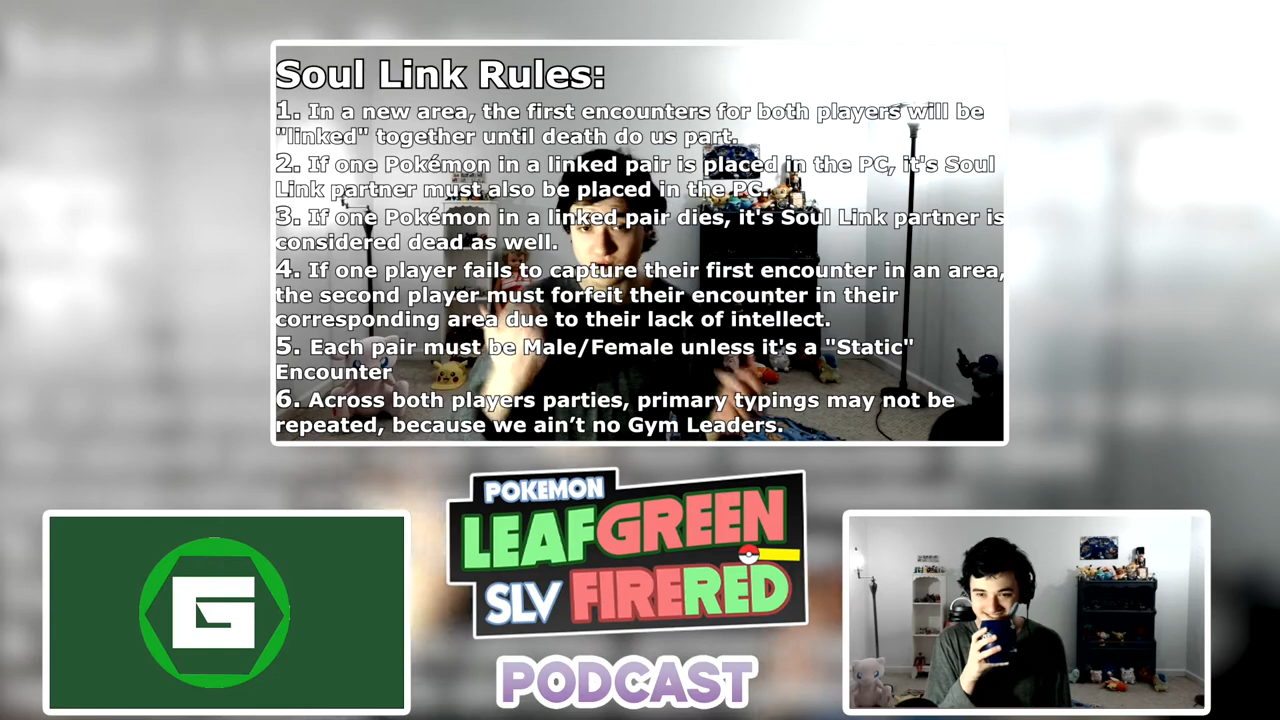 Soul Link Rules:
1. In a new area, the first encounters for both players will be
"linked" together until death do us part.
2. If one Pokémon in a linked pair is placed in the PC, it's Soul
Link partner must also be placed in the PC.
3. If one Pokémon in a linked pair dies, it's Soul Link partner is
considered dead as well.
4. If one player fails to capture their first encounter in an area,
the second player must forfeit their encounter in their
corresponding area due to their lack of intellect.
5. Each pair must be Male/Female unless it's a "Static"
Encounter
6. Across both players parties, primary typings may not be
repeated, because we ain’t no Gym Leaders.
POKEMON
LEAFGREEN
SLV FIRERED
PODCAST
G